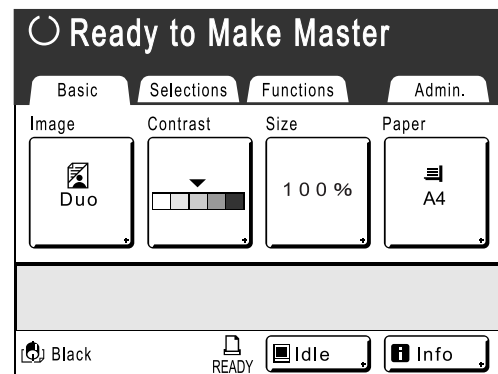 Ready to Make Master
Basic Selections Functions Admin.
Image Contrast Size Paper
Duo 100% A4
Black READY Idle Info